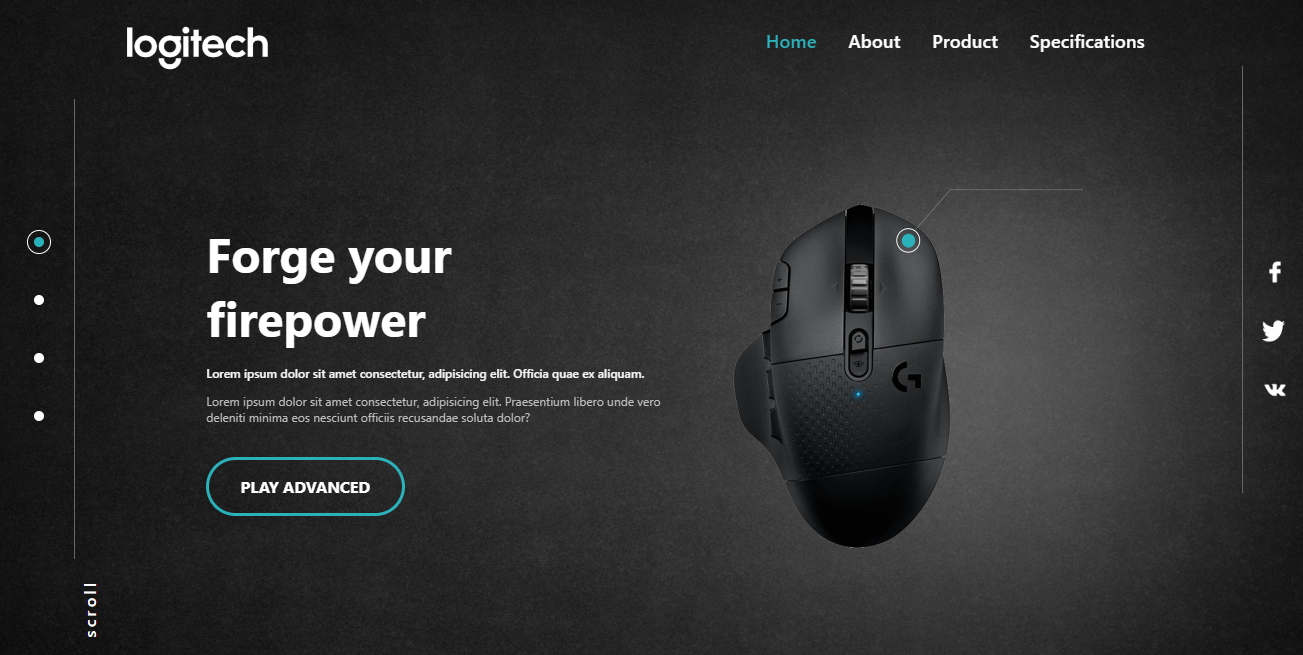 logitech
Home About Product Specifications
Forge your
firepower
Lorem ipsum dolor sit amet consectetur, adipisicing elit. Officia quae ex aliquam.
Lorem ipsum dolor sit amet consectetur, adipisicing elit. Praesentium libero unde vero
deleniti minima eos nesciunt officiis recusandae soluta dolor?
PLAY ADVANCED
scroll